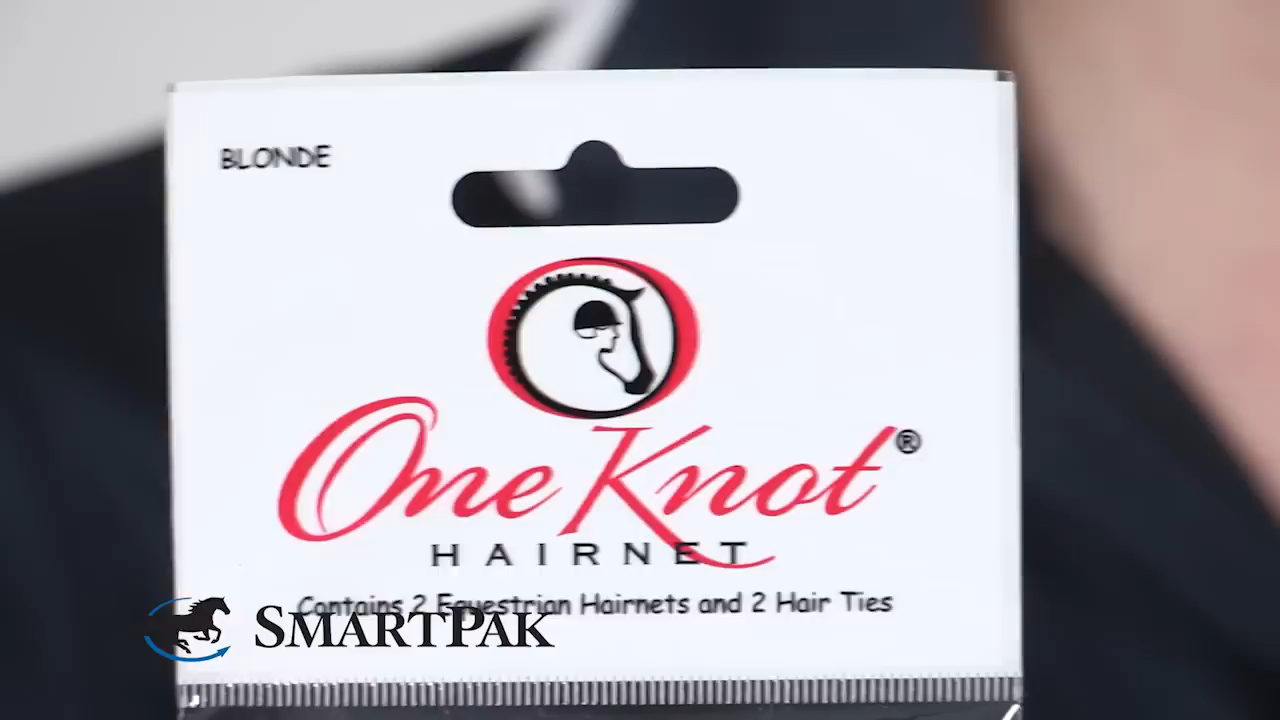 BLONDE
One Knot®
HAIRNET
Contains 2 Equestrian Hairnets and 2 Hair Ties
SMARTPAK